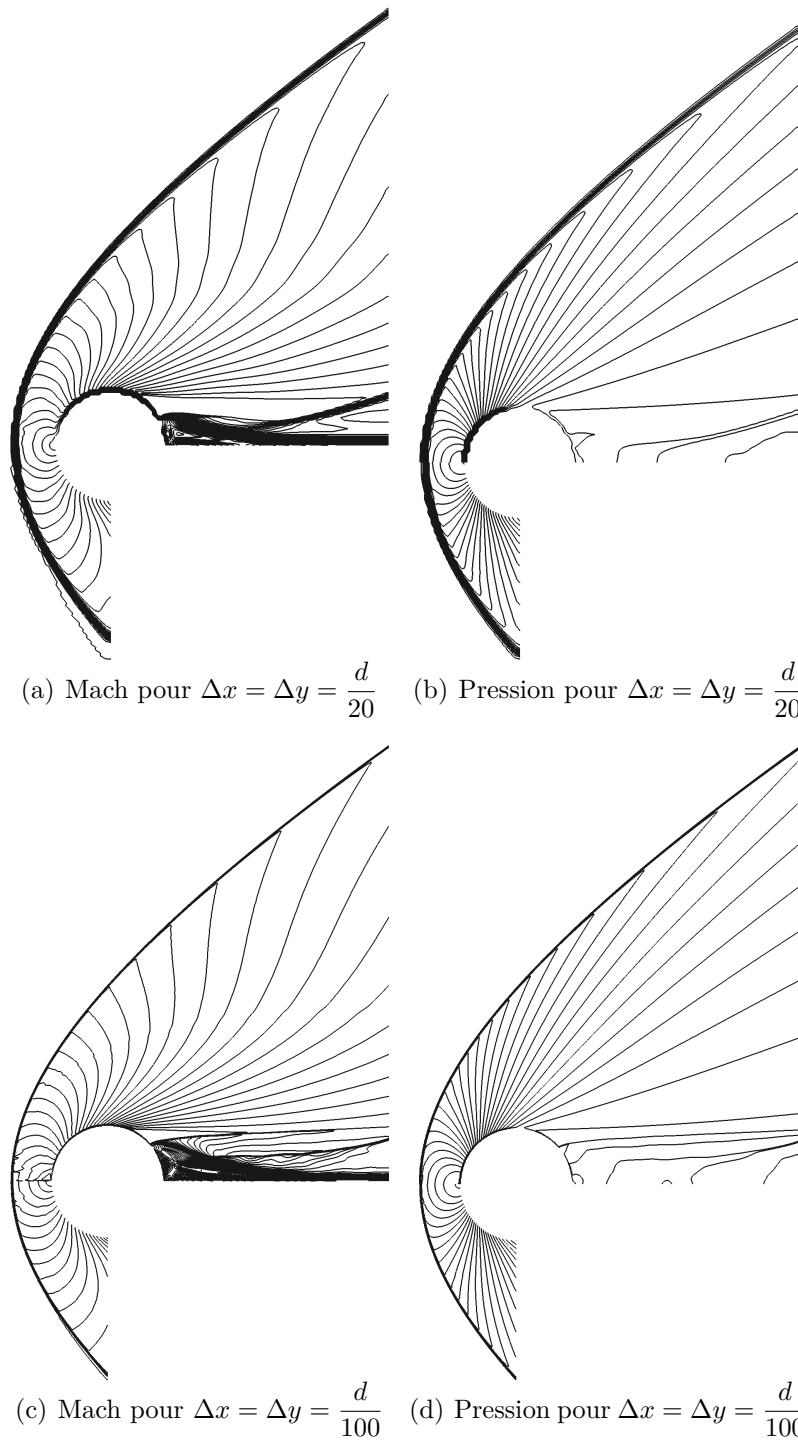 (a) Mach pour Δx = Δy = d/20
(b) Pression pour Δx = Δy = d/20
(c) Mach pour Δx = Δy = d/100
(d) Pression pour Δx = Δy = d/100